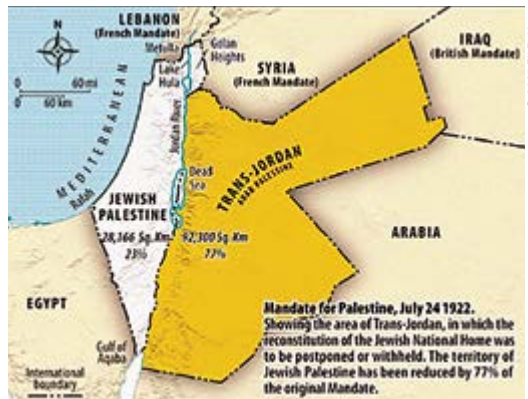 LEBANON
(French Mandate)
Metulla
Golan
Heights
Lake
Hula
SYRIA
(French Mandate)
IRAQ
(British Mandate)
N
0 60 mi
0 60 km
MEDITERRANEAN
Rafah
Jordan River
Dead
Sea
TRANS-JORDAN
ARAB PALESTINE
JEWISH
PALESTINE
28,166 Sq. Km
23%
92,300 Sq. Km
77%
ARABIA
EGYPT
Gulf of
Aqaba
International
boundary
Mandate for Palestine, July 24 1922.
Showing the area of Trans-Jordan, in which the
reconstitution of the Jewish National Home was
to be postponed or withheld. The territory of
Jewish Palestine has been reduced by 77% of
the original Mandate.